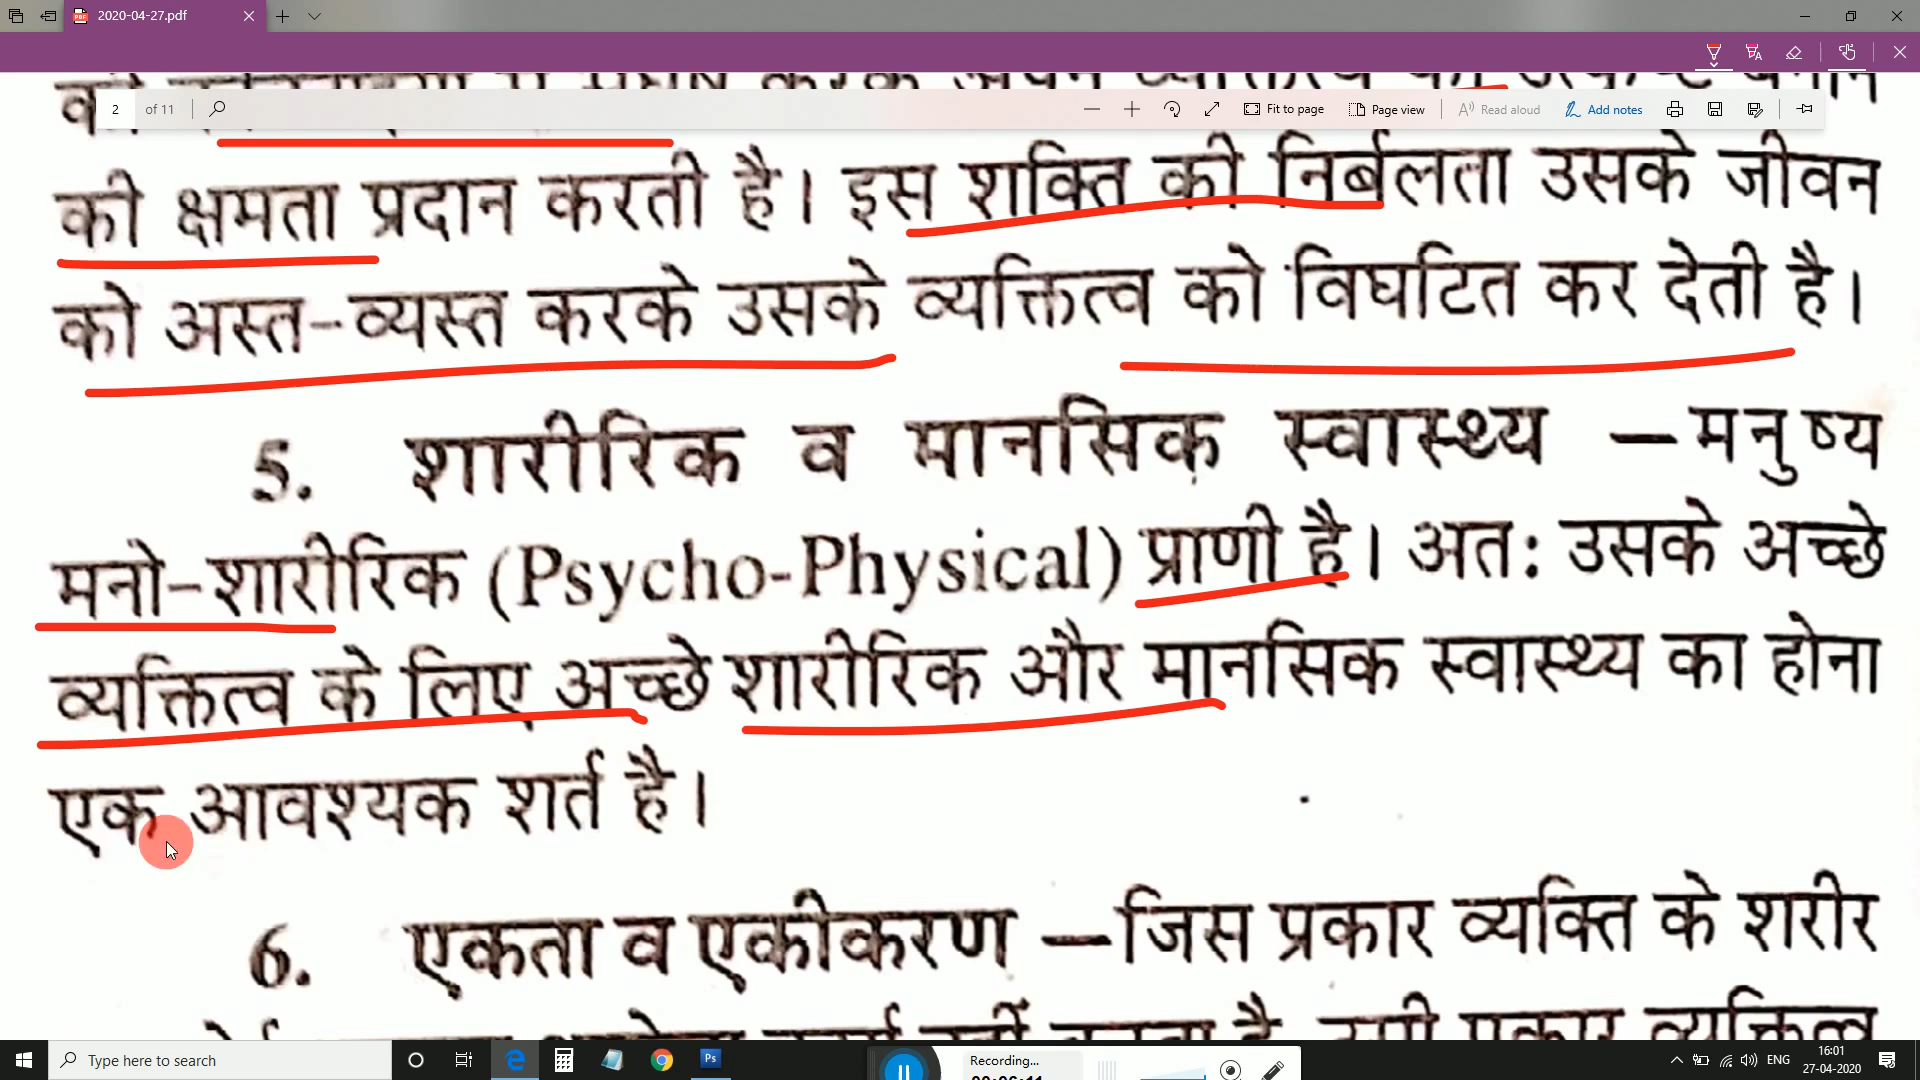 2020-04-27.pdf
2 of 11 Fit to page Page view Read aloud Add notes
की क्षमता प्रदान करती है। इस शक्ति की निर्बलता उसके जीवन
को अस्त-व्यस्त करके उसके व्यक्तित्व को विघटित कर देती है।
5. शारीरिक व मानसिक स्वास्थ्य —मनुष्य
मनो-शारीरिक (Psycho-Physical) प्राणी है। अत: उसके अच्छे
व्यक्तित्व के लिए अच्छे शारीरिक और मानसिक स्वास्थ्य का होना
एक आवश्यक शर्त है।
6. एकता व एकीकरण —जिस प्रकार व्यक्ति के शरीर
Type here to search
Ps
Recording...
ENG
16:01
27-04-2020